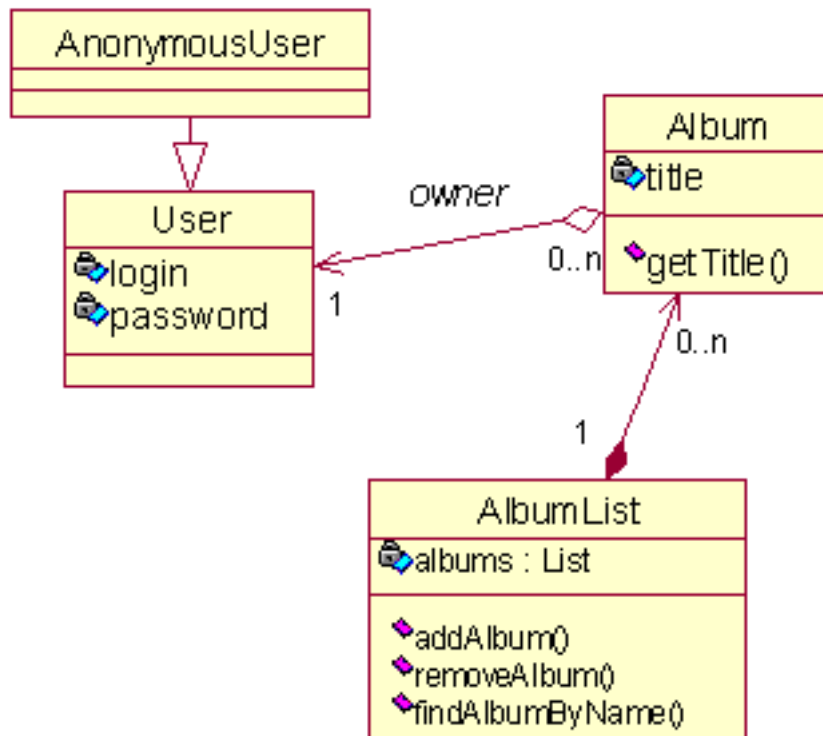 AnonymousUser
User
login
password
owner
1
0..n
Album
title
getTitle()
0..n
1
AlbumList
albums : List
addAlbum()
removeAlbum()
findAlbumByName()